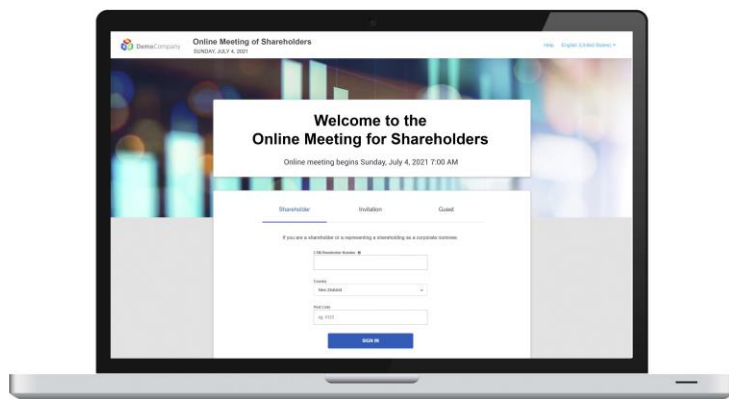 DemoCompany
Online Meeting of Shareholders
SUNDAY, JULY 4, 2021
Help English (United States)
Welcome to the
Online Meeting for Shareholders
Online meeting begins Sunday, July 4, 2021 7:00 AM
Shareholder Invitation Guest
If you are a shareholder or a representing a shareholding as a corporate nominee
Shareholder Number
Country
New Zealand
Post Code
SIGN IN